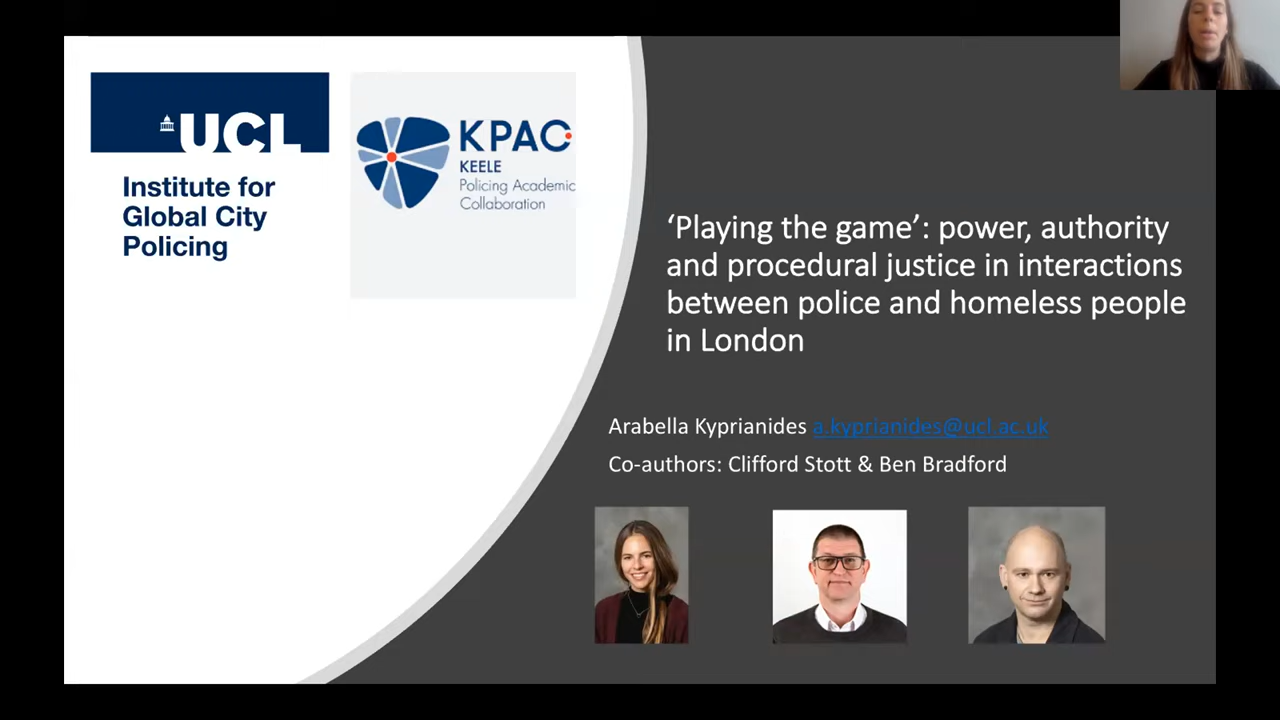 UCL
Institute for
Global City
Policing
KPAC
KEELE
Policing Academic
Collaboration
‘Playing the game’: power, authority
and procedural justice in interactions
between police and homeless people
in London
Arabella Kyprianides a.kyprianides@ucl.ac.uk
Co-authors: Clifford Stott & Ben Bradford